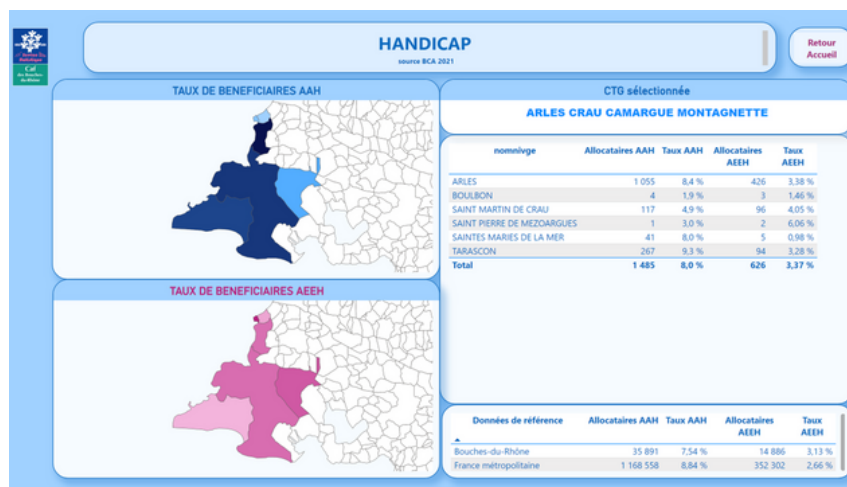 HANDICAP
source BCA 2021
Retour
Accueil
Caf
des Bouches-
du-Rhône
TAUX DE BENEFICIAIRES AAH
CTG sélectionnée
ARLES CRAU CAMARGUE MONTAGNETTE
nomnivge Allocataires AAH Taux AAH Allocataires AEEH Taux AEEH
ARLES 1 055 8,4 % 426 3,38 %
BOULBON 4 1,9 % 3 1,46 %
SAINT MARTIN DE CRAU 117 4,9 % 96 4,05 %
SAINT PIERRE DE MEZOARGUES 1 3,0 % 2 6,06 %
SAINTES MARIES DE LA MER 41 8,0 % 5 0,98 %
TARASCON 267 9,3 % 94 3,28 %
Total 1 485 8,0 % 626 3,37 %
TAUX DE BENEFICIAIRES AEEH
Données de référence Allocataires AAH Taux AAH Allocataires AEEH Taux AEEH
Bouches-du-Rhône 35 891 7,54 % 14 886 3,13 %
France métropolitaine 1 168 558 8,84 % 352 302 2,66 %